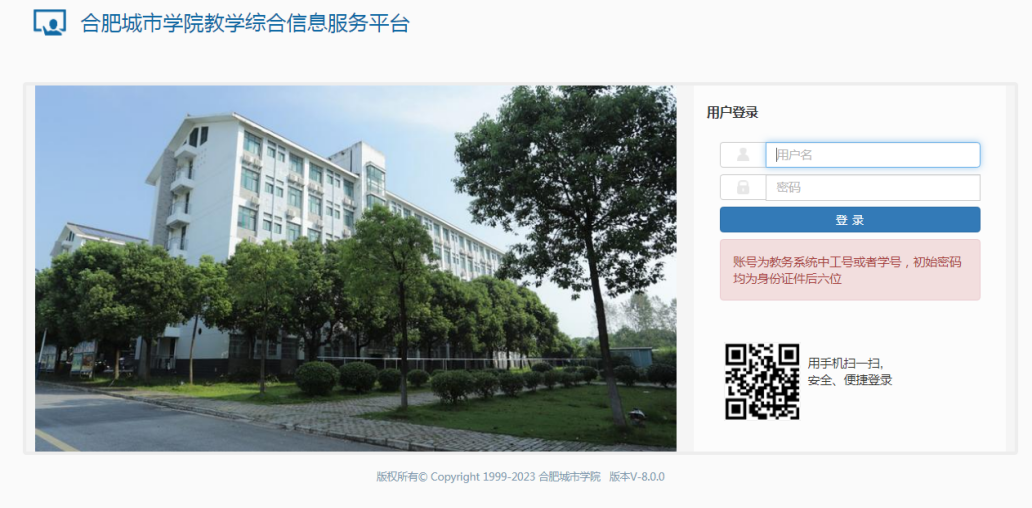 合肥城市学院教学综合信息服务平台
用户登录
用户名
密码
登 录
账号为教务系统中工号或者学号，初始密码
均为身份证件后六位
用手机扫一扫,
安全、便捷登录
版权所有© Copyright 1999-2023 合肥城市学院 版本V-8.0.0